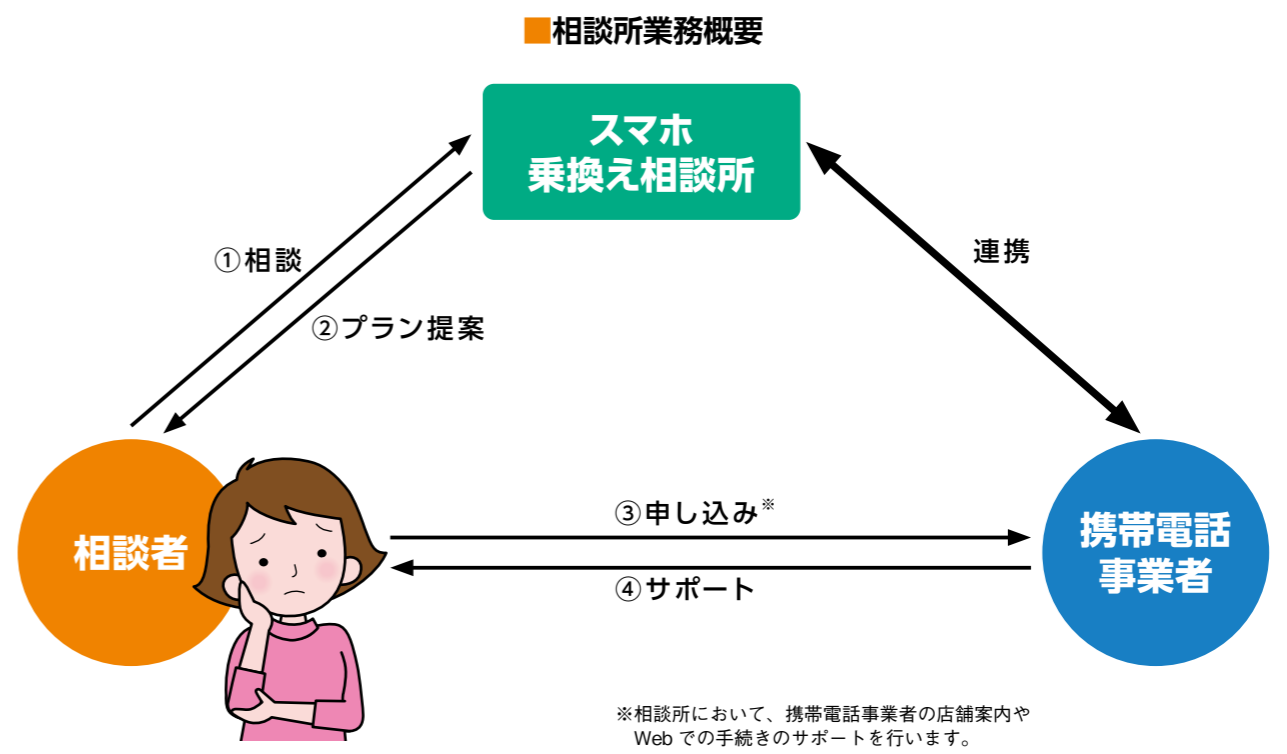 ■相談所業務概要
スマホ
乗換え相談所
①相談
②プラン提案
連携
相談者
③申し込み※
④サポート
携帯電話
事業者
※相談所において、携帯電話事業者の店舗案内や
Web での手続きのサポートを行います。